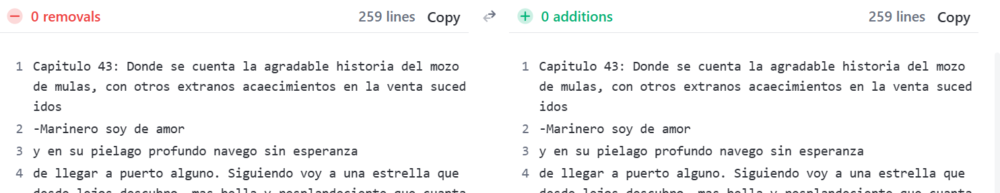 0 removals 259 lines Copy
1 Capitulo 43: Donde se cuenta la agradable historia del mozo
de mulas, con otros extranos acaecimientos en la venta suced
idos
2 -Marinero soy de amor
3 y en su pielago profundo navego sin esperanza
4 de llegar a puerto alguno. Siguiendo voy a una estrella que
desde lejos descubro, mas bella y resplandeciente que cuanta
0 additions 259 lines Copy
1 Capitulo 43: Donde se cuenta la agradable historia del mozo
de mulas, con otros extranos acaecimientos en la venta suced
idos
2 -Marinero soy de amor
3 y en su pielago profundo navego sin esperanza
4 de llegar a puerto alguno. Siguiendo voy a una estrella que
desde lejos descubro, mas bella y resplandeciente que cuanta